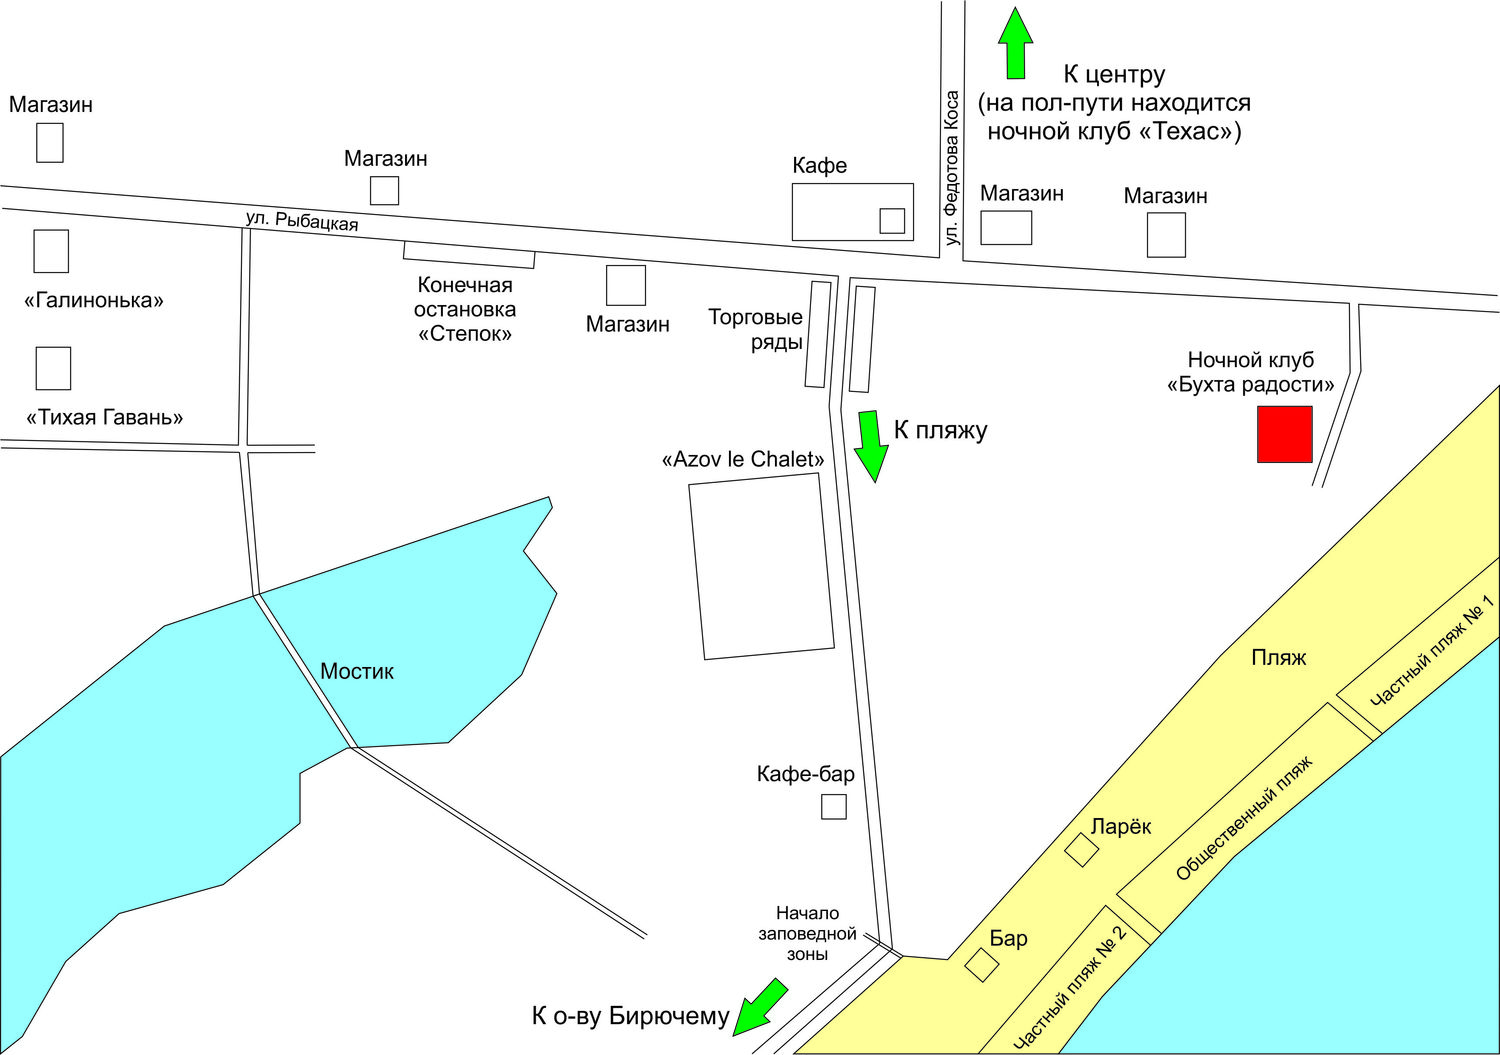 К центру
(на пол-пути находится
ночной клуб «Техас»)
Магазин
Магазин
Кафе
ул. Федотова Коса
Магазин
Магазин
ул. Рыбацкая
«Галинонька»
Конечная
остановка
«Степок»
Магазин
Торговые
ряды
Ночной клуб
«Бухта радости»
«Тихая Гавань»
К пляжу
«Azov le Chalet»
Мостик
Пляж
Частный пляж № 1
Кафе-бар
Ларёк
Общественный пляж
Начало
заповедной
зоны
Бар
Частный пляж № 2
К о-ву Бирючему